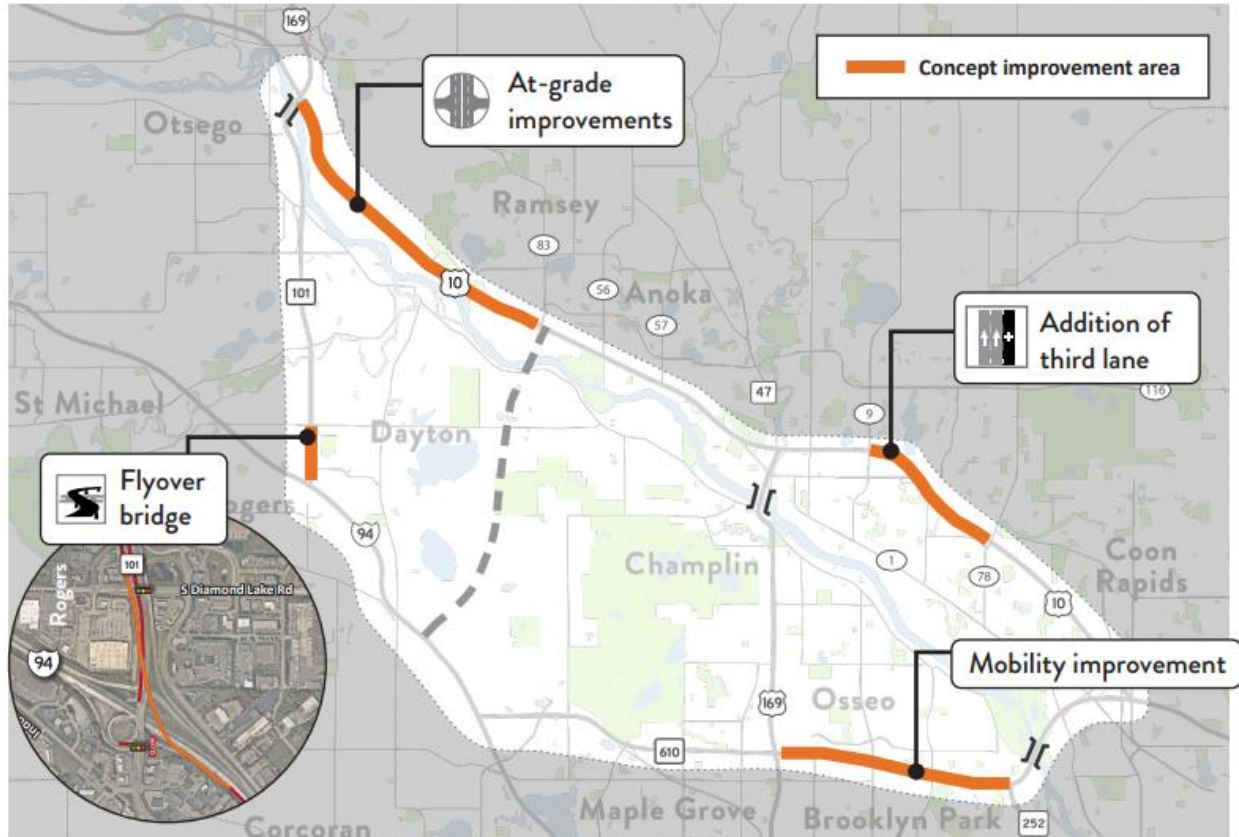 169
Otsego
At-grade
improvements
Concept improvement area
Ramsey
83
10
101
56
Anoka
57
Addition of
third lane
116
47
9
St Michael
Dayton
Flyover
bridge
94
Champlin
1
78
Coon
Rapids
10
101
S Diamond Lake Rd
Rogers
94
Mobility improvement
Osseo
169
610
Maple Grove
Brooklyn Park
252
Corcoran